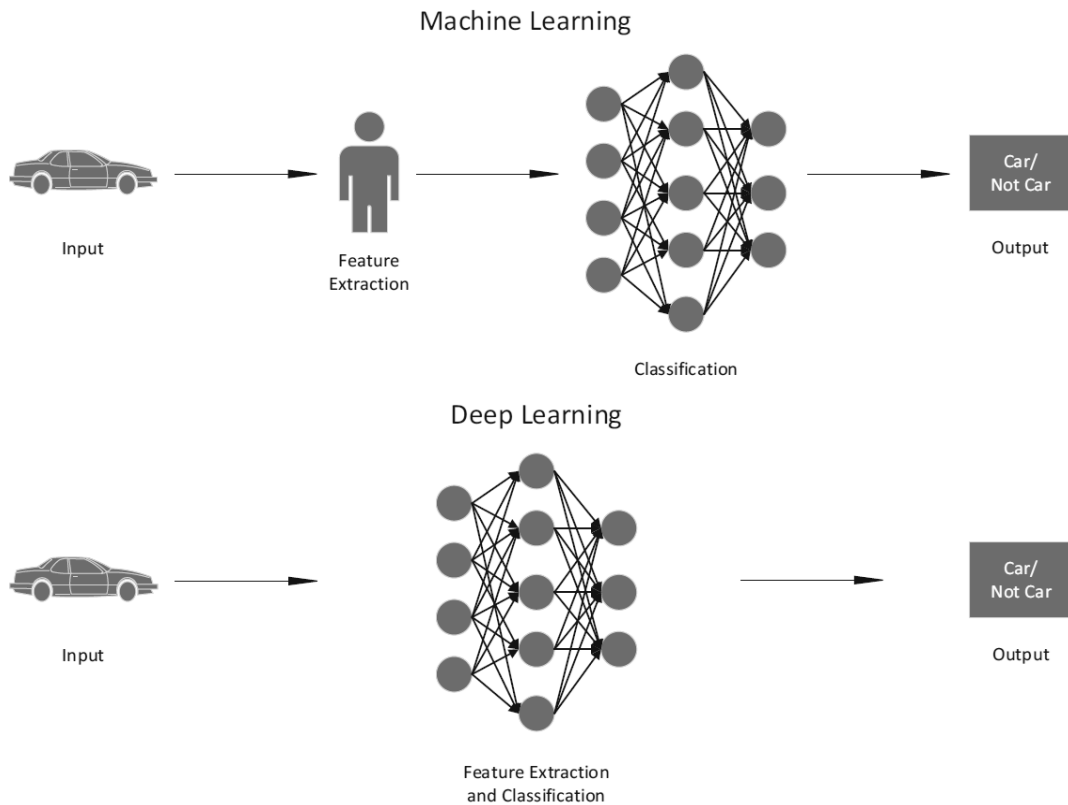 Machine Learning
Car/
Not Car
Input
Feature
Extraction
Output
Classification
Deep Learning
Car/
Not Car
Input
Output
Feature Extraction
and Classification